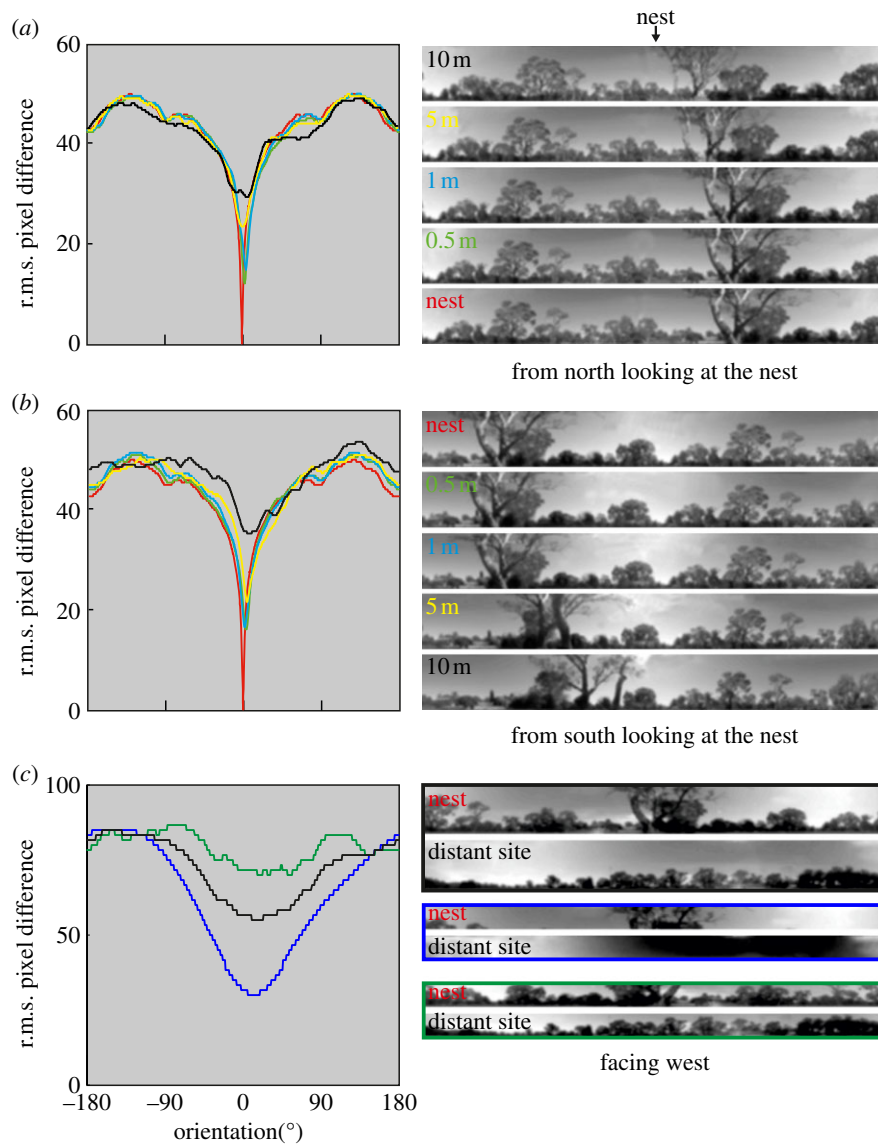 (a)
60
40
20
0
r.m.s. pixel difference
nest
10 m
5 m
1 m
0.5 m
nest
from north looking at the nest
(b)
60
40
20
0
r.m.s. pixel difference
nest
0.5 m
1 m
5 m
10 m
from south looking at the nest
(c)
100
50
0
r.m.s. pixel difference
–180
–90
0
90
180
orientation(°)
nest
distant site
nest
distant site
nest
distant site
facing west